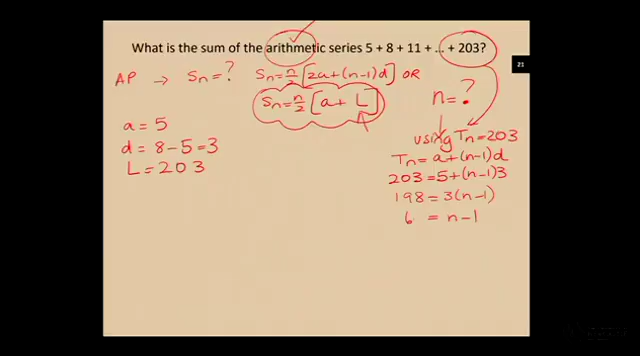 What is the sum of the arithmetic series 5 + 8 + 11 + ... + 203?
21
AP → Sn = ? Sn = n/2 [2a + (n-1)d] OR
Sn = n/2 [a + L]
n = ?
a = 5
d = 8 - 5 = 3
L = 203
using Tn = 203
Tn = a + (n-1)d
203 = 5 + (n-1)3
198 = 3(n-1)
6 = n-1